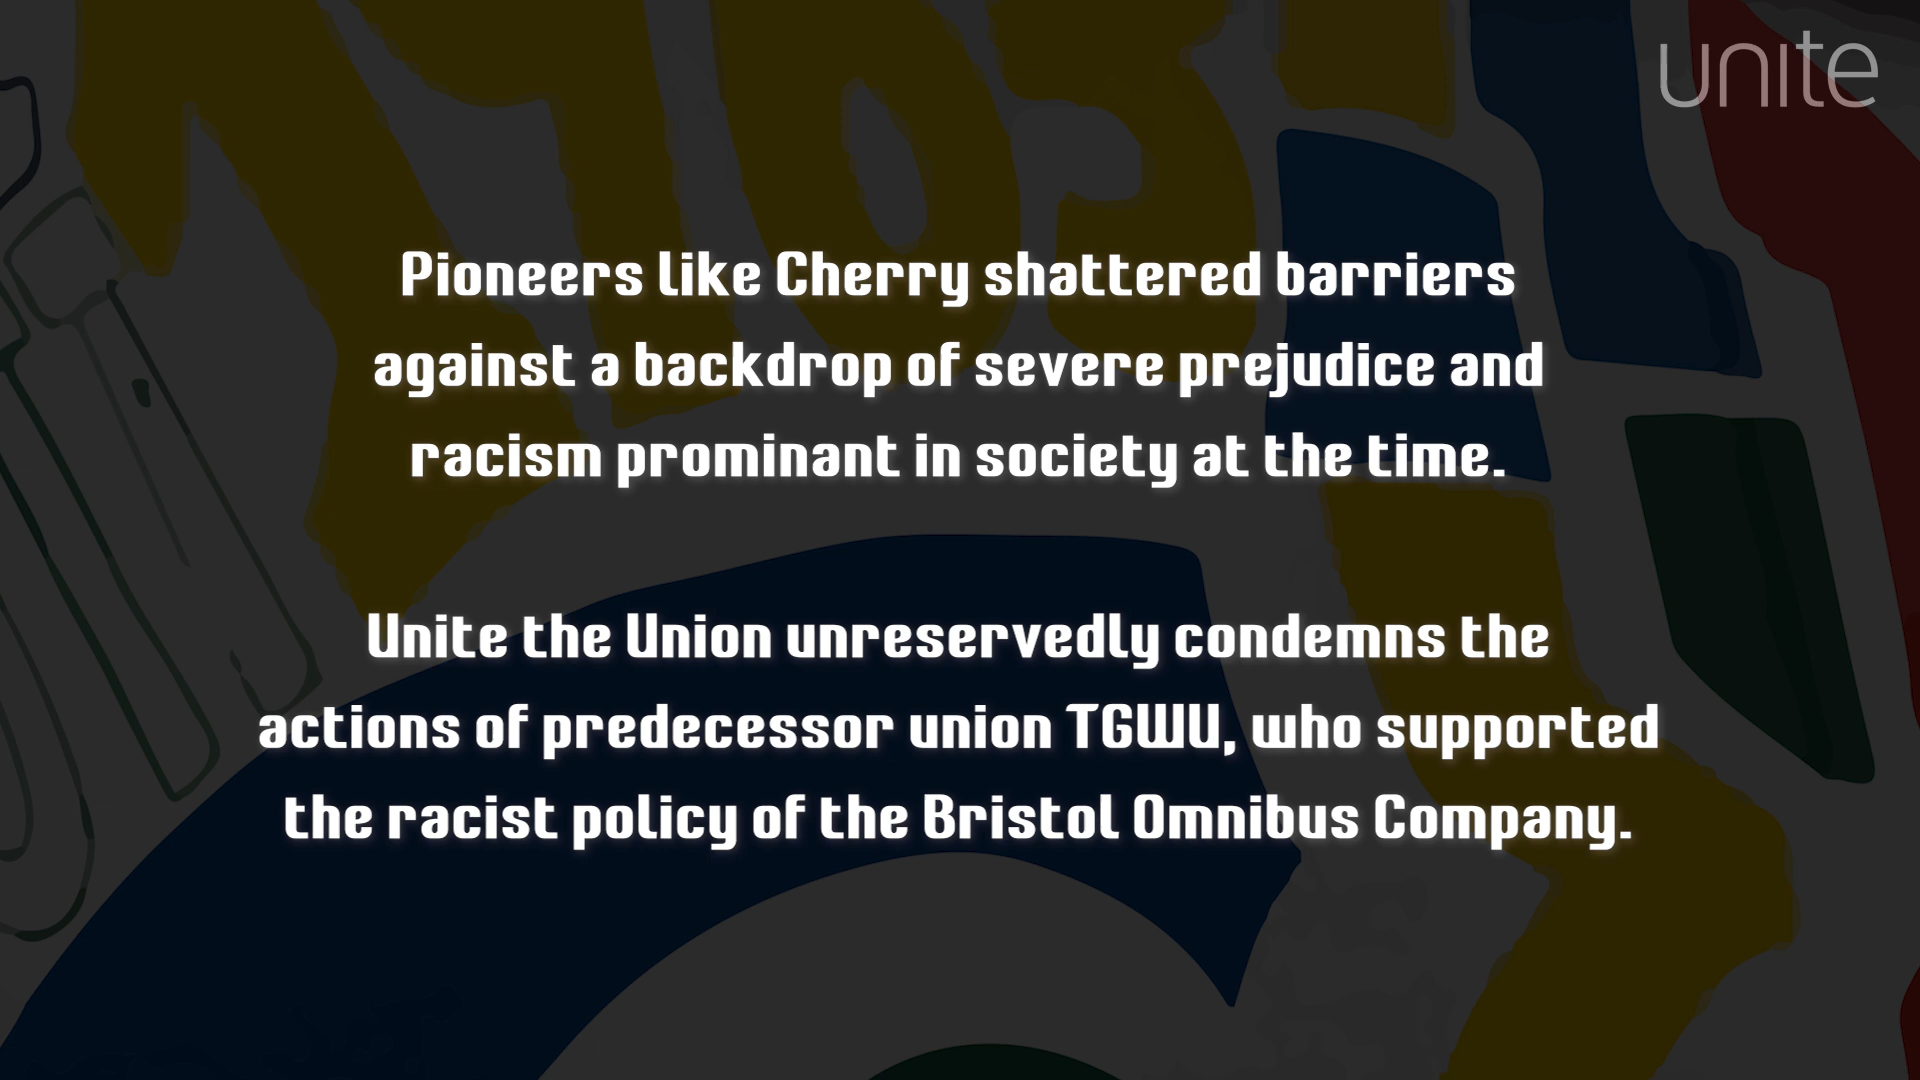 unite
Pioneers like Cherry shattered barriers
against a backdrop of severe prejudice and
racism prominant in society at the time.
Unite the Union unreservedly condemns the
actions of predecessor union TGWU, who supported
the racist policy of the Bristol Omnibus Company.